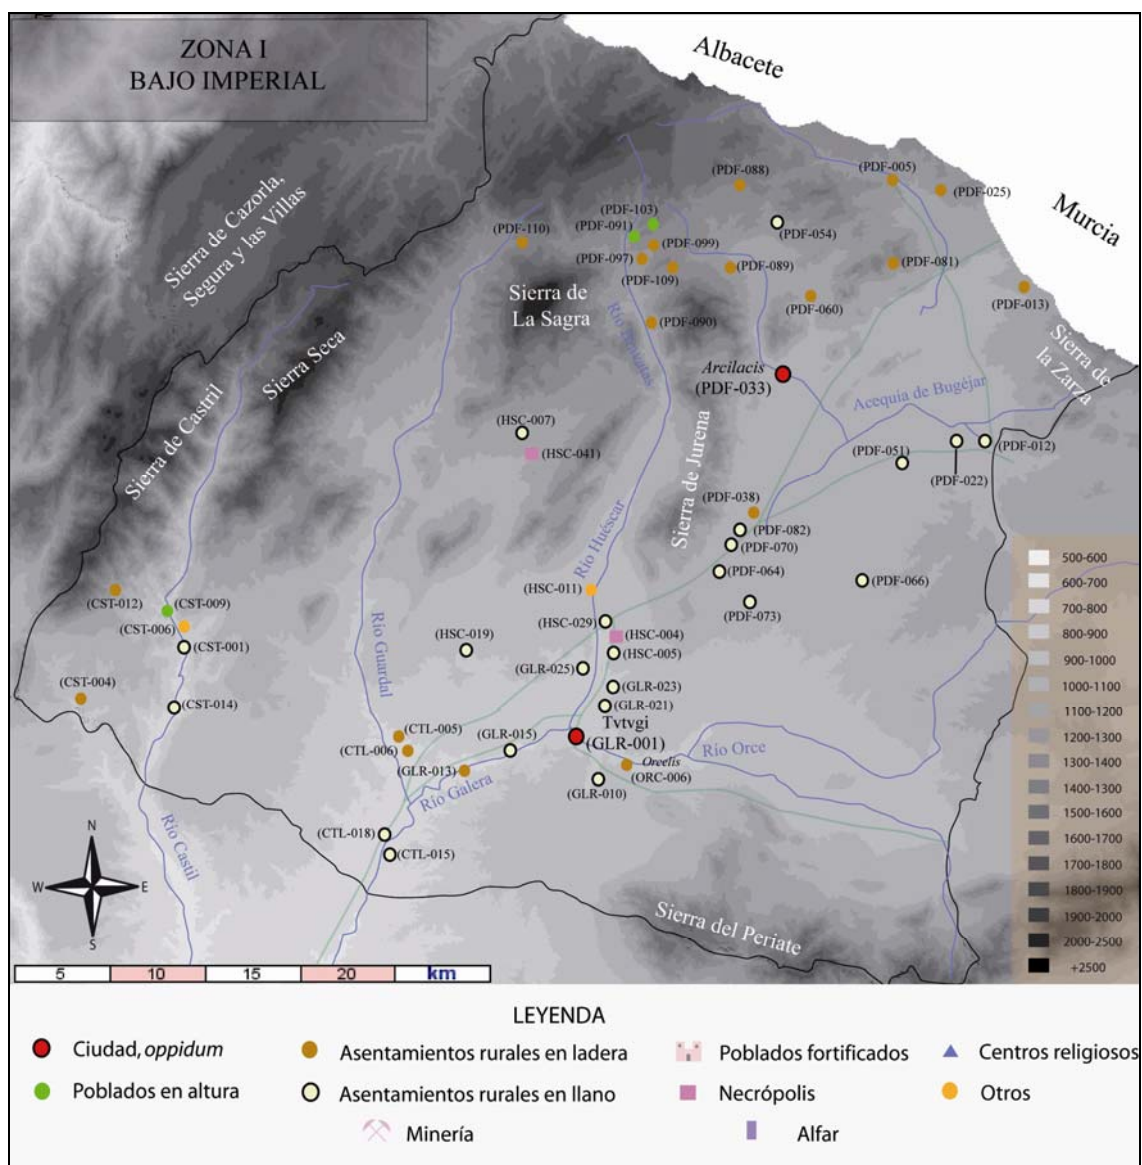 ZONA I
BAJO IMPERIAL
Albacete
Murcia
Sierra de Cazorla,
Segura y las Villas
Sierra Seca
Sierra de Castril
Sierra de
La Sagra
Sierra de Jurena
Sierra de
la Zarza
Sierra del Periate
(PDF-088)
(PDF-005)
(PDF-025)
(PDF-103)
(PDF-091)
(PDF-110)
(PDF-054)
(PDF-099)
(PDF-097)
(PDF-109)
(PDF-089)
(PDF-081)
(PDF-060)
(PDF-013)
(PDF-090)
Arcilacis
(PDF-033)
Acequia de Bugéjar
(HSC-007)
(HSC-041)
(PDF-051)
(PDF-012)
(PDF-022)
(PDF-038)
(PDF-082)
(PDF-070)
(PDF-064)
(PDF-066)
(PDF-073)
Río Huéscar
(HSC-011)
(HSC-029)
(HSC-004)
(HSC-005)
(HSC-019)
(GLR-025)
(GLR-023)
(GLR-021)
(CST-012)
(CST-009)
(CST-006)
(CST-001)
(CST-004)
(CST-014)
Río Guardal
(CTL-005)
(CTL-006)
(GLR-015)
(GLR-013)
Tvtvgi
(GLR-001)
Río Orce
Orcelis
(ORC-006)
(GLR-010)
Río Galera
(CTL-018)
(CTL-015)
Río Castil
N
W
E
S
5 10 15 20 km
500-600
600-700
700-800
800-900
900-1000
1000-1100
1100-1200
1200-1300
1300-1400
1400-1300
1500-1600
1600-1700
1700-1800
1800-1900
1900-2000
2000-2500
+2500
LEYENDA
Ciudad, oppidum
Asentamientos rurales en ladera
Poblados fortificados
Centros religiosos
Poblados en altura
Asentamientos rurales en llano
Necrópolis
Otros
Minería
Alfar